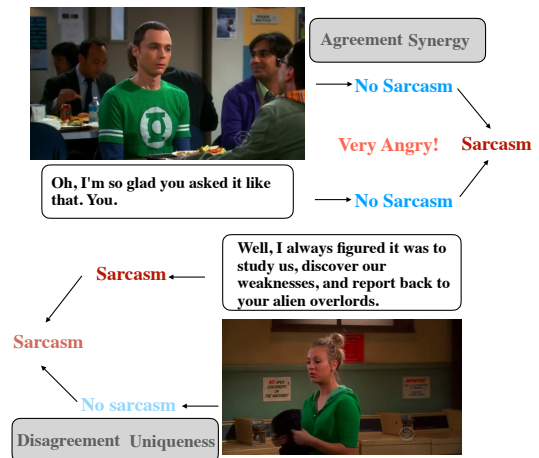 Agreement Synergy
No Sarcasm
Very Angry!
Sarcasm
Oh, I'm so glad you asked it like
that. You.
No Sarcasm
Well, I always figured it was to
study us, discover our
weaknesses, and report back to
your alien overlords.
Sarcasm
Sarcasm
No sarcasm
Disagreement Uniqueness